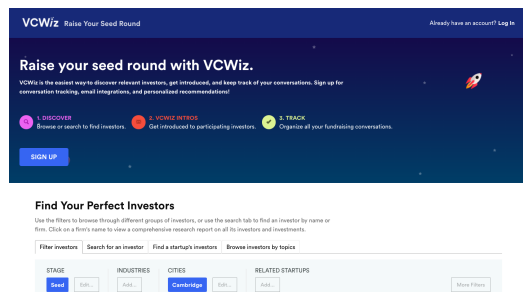 VCWiz Raise Your Seed Round
Already have an account? Log In
Raise your seed round with VCWiz.
VCWiz is the easiest way to discover relevant investors, get introduced, and keep track of your conversations. Sign up for
conversation tracking, email integrations, and personalized recommendations!
1. DISCOVER
Browse or search to find investors.
2. VCWIZ INTROS
Get introduced to participating investors.
3. TRACK
Organize all your fundraising conversations.
SIGN UP
Find Your Perfect Investors
Use the filters to browse through different groups of investors, or use the search tab to find an investor by name or
firm. Click on a firm's name to view a comprehensive research report on all its investors and investments.
Filter investors Search for an investor Find a startup's investors Browse investors by topics
STAGE INDUSTRIES CITIES RELATED STARTUPS
Seed Edit... Add... Cambridge Edit... Add... More Filters